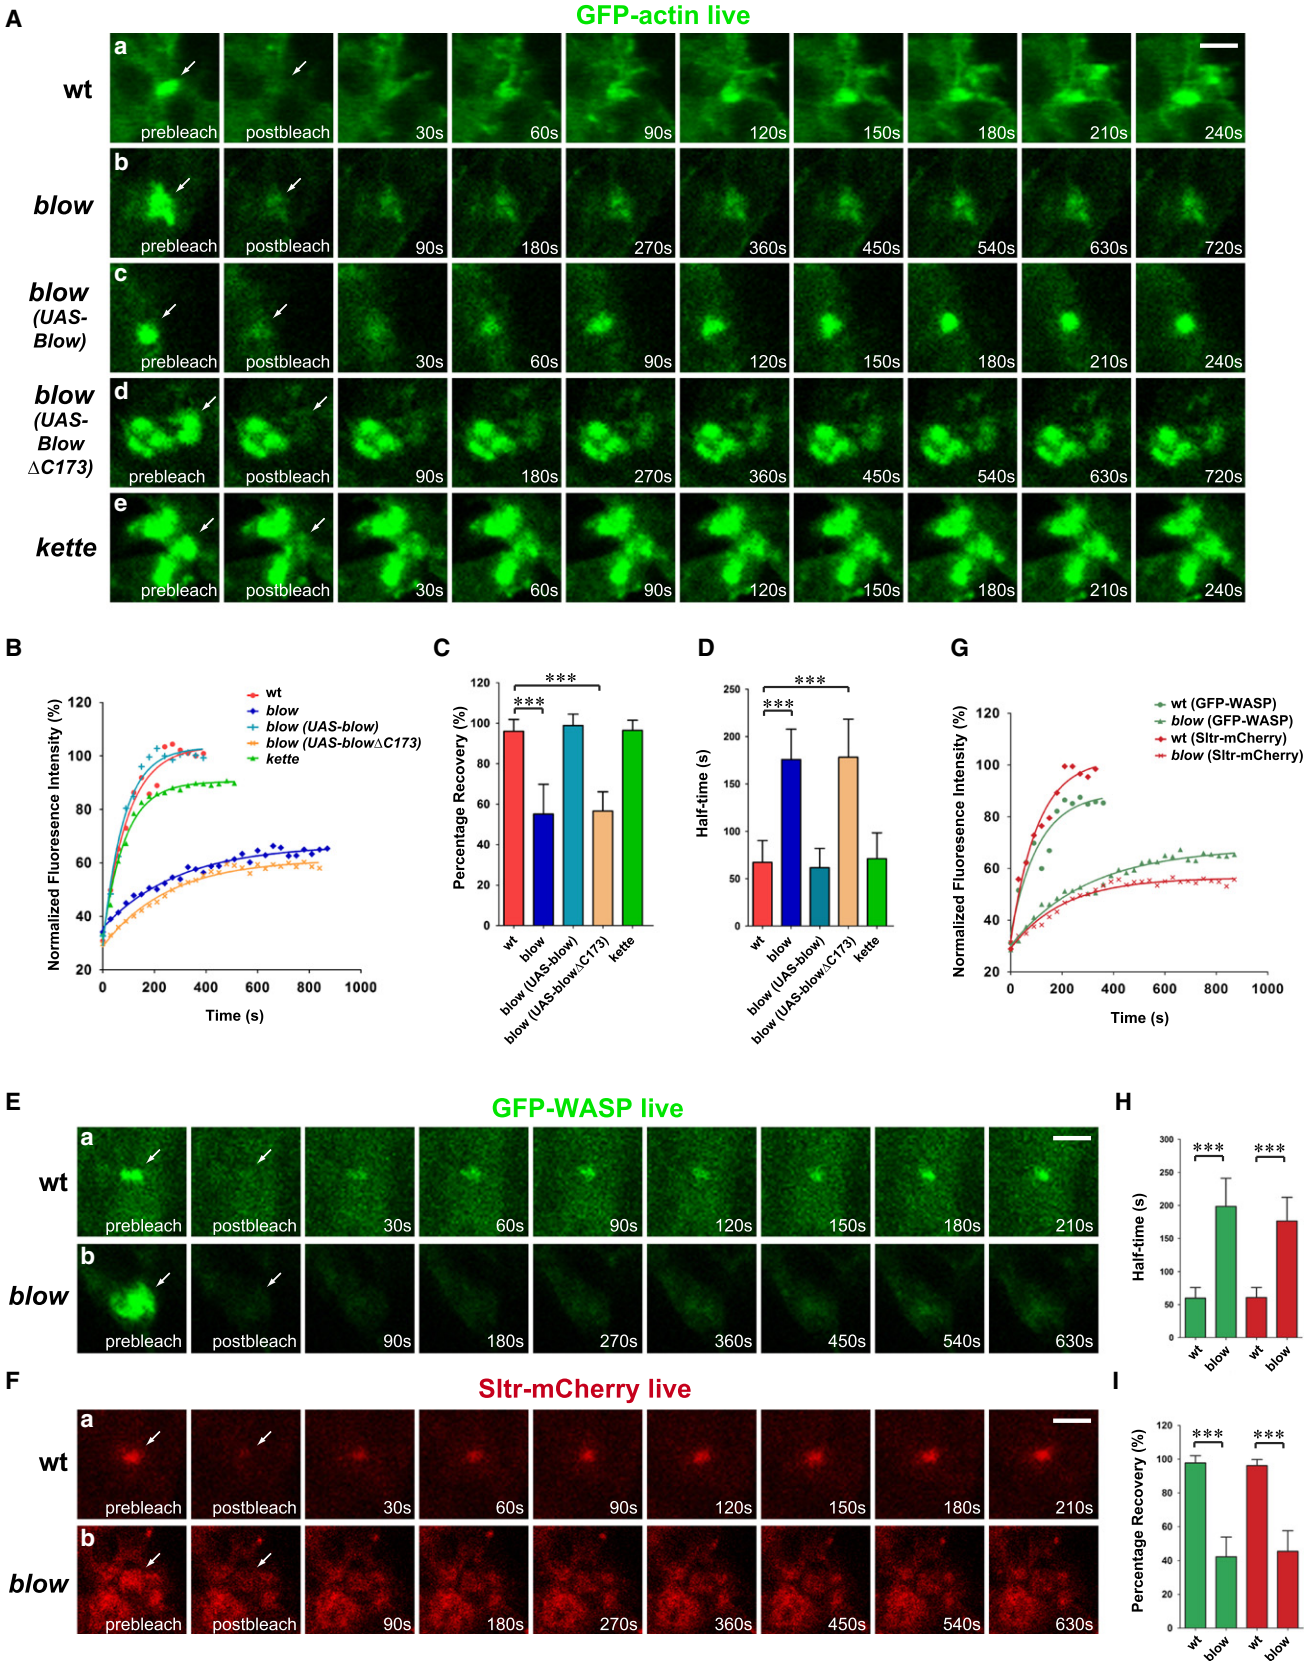 A
GFP-actin live
wt
a
prebleach
postbleach
30s
60s
90s
120s
150s
180s
210s
240s
blow
b
prebleach
postbleach
90s
180s
270s
360s
450s
540s
630s
720s
blow
(UAS-
Blow)
c
prebleach
postbleach
30s
60s
90s
120s
150s
180s
210s
240s
blow
(UAS-
Blow
ΔC173)
d
prebleach
postbleach
90s
180s
270s
360s
450s
540s
630s
720s
kette
e
prebleach
postbleach
30s
60s
90s
120s
150s
180s
210s
240s
B
Normalized Fluoresence Intensity (%)
120
100
80
60
40
20
0
200
400
600
800
1000
Time (s)
wt
blow
blow (UAS-blow)
blow (UAS-blowΔC173)
kette
C
Percentage Recovery (%)
120
100
80
60
40
20
0
***
***
wt
blow
blow (UAS-blow)
blow (UAS-blowΔC173)
kette
D
Half-time (s)
250
200
150
100
50
0
***
***
wt
blow
blow (UAS-blow)
blow (UAS-blowΔC173)
kette
G
Normalized Fluoresence Intensity (%)
120
100
80
60
40
20
0
200
400
600
800
1000
Time (s)
wt (GFP-WASP)
blow (GFP-WASP)
wt (Sltr-mCherry)
blow (Sltr-mCherry)
E
GFP-WASP live
wt
a
prebleach
postbleach
30s
60s
90s
120s
150s
180s
210s
blow
b
prebleach
postbleach
90s
180s
270s
360s
450s
540s
630s
H
Half-time (s)
300
250
200
150
100
50
0
***
***
wt
blow
wt
blow
F
Sltr-mCherry live
wt
a
prebleach
postbleach
30s
60s
90s
120s
150s
180s
210s
blow
b
prebleach
postbleach
90s
180s
270s
360s
450s
540s
630s
I
Percentage Recovery (%)
120
100
80
60
40
20
0
***
***
wt
blow
wt
blow